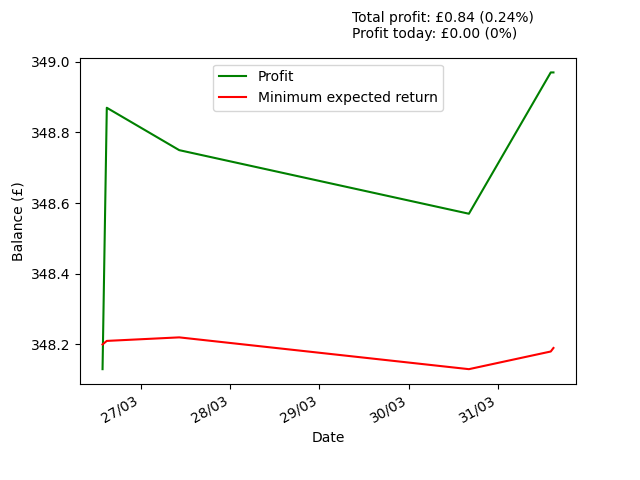 Total profit: £0.84 (0.24%)
Profit today: £0.00 (0%)
349.0
348.8
348.6
348.4
348.2
Balance (£)
Profit
Minimum expected return
27/03
28/03
29/03
30/03
31/03
Date